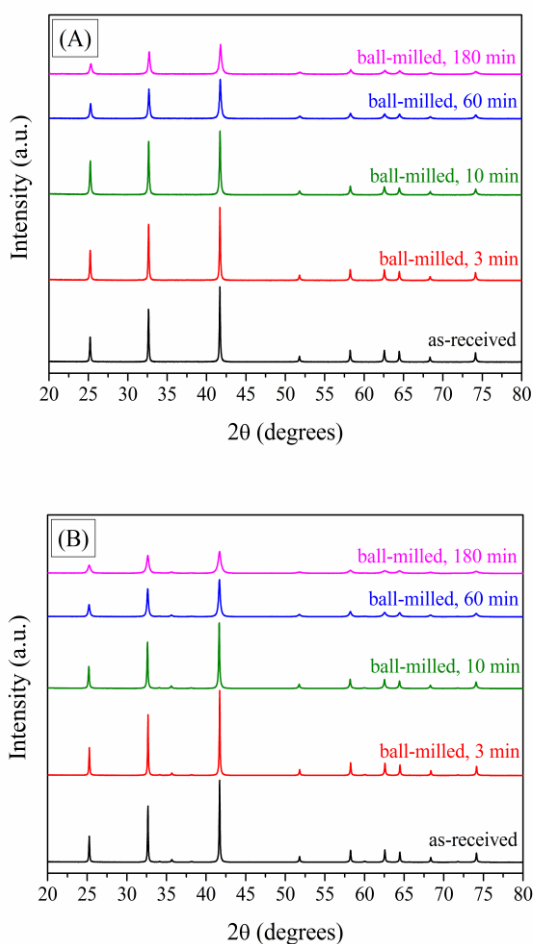 (A)
ball-milled, 180 min
ball-milled, 60 min
ball-milled, 10 min
ball-milled, 3 min
as-received
Intensity (a.u.)
20 25 30 35 40 45 50 55 60 65 70 75 80
2θ (degrees)
(B)
ball-milled, 180 min
ball-milled, 60 min
ball-milled, 10 min
ball-milled, 3 min
as-received
Intensity (a.u.)
20 25 30 35 40 45 50 55 60 65 70 75 80
2θ (degrees)